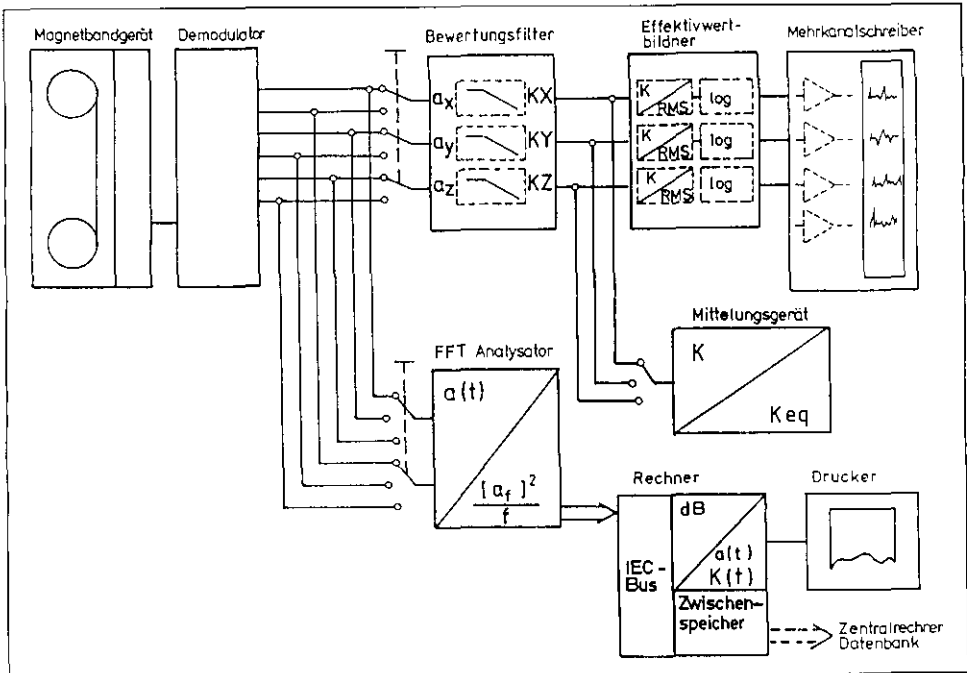 Magnetbandgerät
Demodulator
Bewertungsfilter
Effektivwert-
bildner
Mehrkanalschreiber
ax
KX
K
RMS
log
ay
KY
K
RMS
log
az
KZ
K
RMS
log
Mittelungsgerät
K
Keq
FFT Analysator
a(t)
[af]²
f
Rechner
Drucker
dB
a(t)
K(t)
IEC-
Bus
Zwischen-
speicher
Zentralrechner
Datenbank